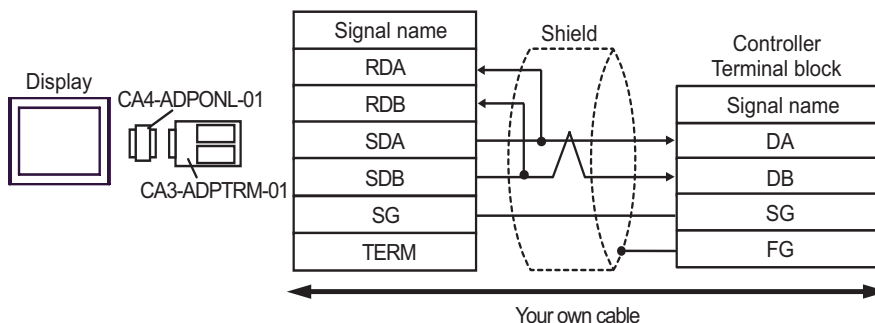 Display
CA4-ADPONL-01
CA3-ADPTRM-01
Signal name
RDA
RDB
SDA
SDB
SG
TERM
Shield
Controller
Terminal block
Signal name
DA
DB
SG
FG
Your own cable